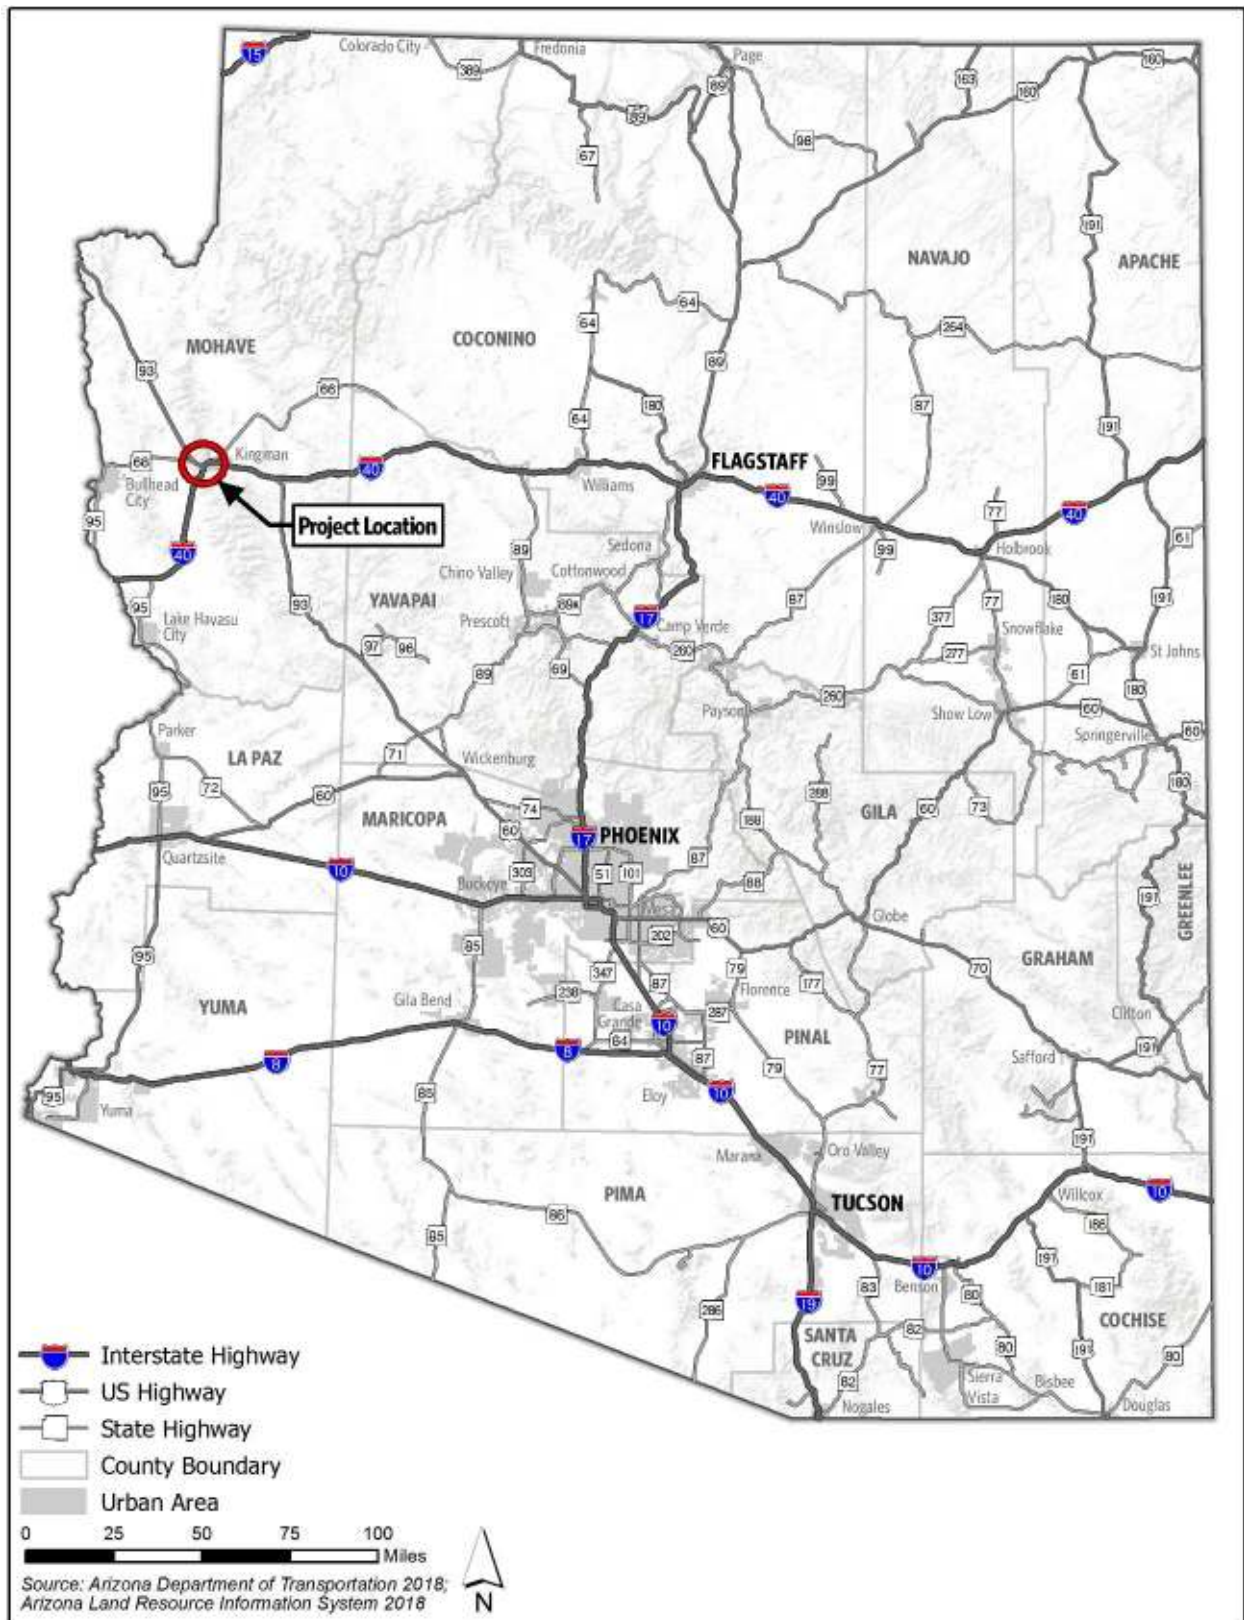 15
Colorado City
389
Fredonia
Page
89
163
160
160
89
67
98
191
NAVAJO
APACHE
64
64
264
COCONINO
MOHAVE
93
89
66
180
87
64
191
Kingman
68
40
FLAGSTAFF
Bullhead
City
Williams
40
99
77
40
95
Project Location
Winslow
61
40
99
Holbrook
89
Sedona
Chino Valley
Cottonwood
95
93
YAVAPAI
89A
87
180
191
Lake Havasu
City
Prescott
17
Camp Verde
377
77
Snowflake
97
96
260
277
St Johns
89
69
61
180
260
Payson
60
Show Low
Parker
Springerville
60
LA PAZ
71
Wickenburg
72
180
95
60
288
74
GILA
60
73
MARICOPA
60
188
17
PHOENIX
Quartzsite
10
303
51
101
87
Buckeye
88
191
GREENLEE
Mesa
Globe
202
60
85
95
GRAHAM
347
79
70
87
177
238
Florence
YUMA
Gila Bend
Casa
Grande
287
Clifton
10
PINAL
84
8
8
87
191
Safford
79
77
Eloy
10
95
85
Yuma
191
Marana
Oro Valley
PIMA
10
TUCSON
Willcox
86
186
85
191
10
Benson
83
181
19
80
286
COCHISE
SANTA
CRUZ
82
80
191
80
82
Sierra
Vista
Bisbee
Nogales
Douglas
Interstate Highway
US Highway
State Highway
County Boundary
Urban Area
0 25 50 75 100
Miles
N
Source: Arizona Department of Transportation 2018;
Arizona Land Resource Information System 2018